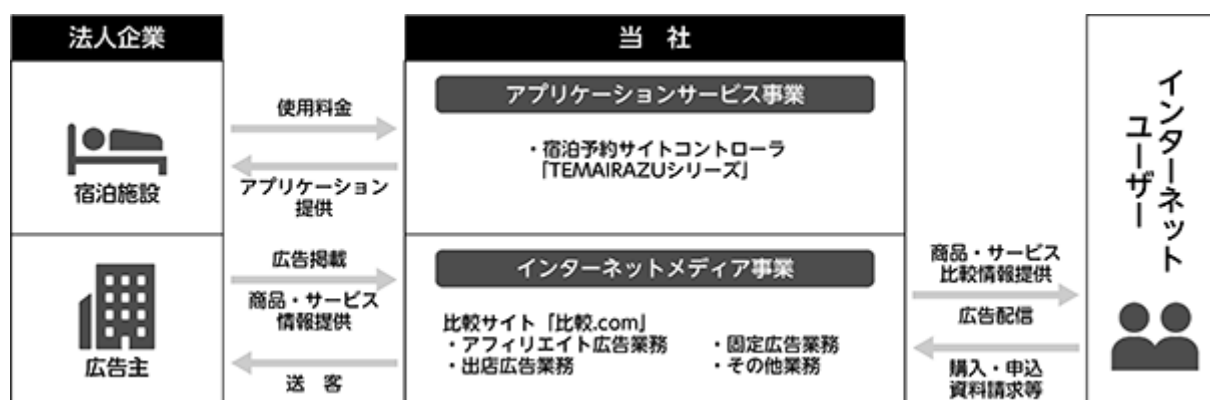 法人企業
当 社
宿泊施設
使用料金
アプリケーション
提供
アプリケーションサービス事業
・宿泊予約サイトコントローラ
「TEMAIRAZUシリーズ」
広告主
広告掲載
商品・サービス
情報提供
送 客
インターネットメディア事業
比較サイト「比較.com」
・アフィリエイト広告業務
・固定広告業務
・出店広告業務
・その他業務
商品・サービス
比較情報提供
広告配信
購入・申込
資料請求等
インターネット
ユーザー